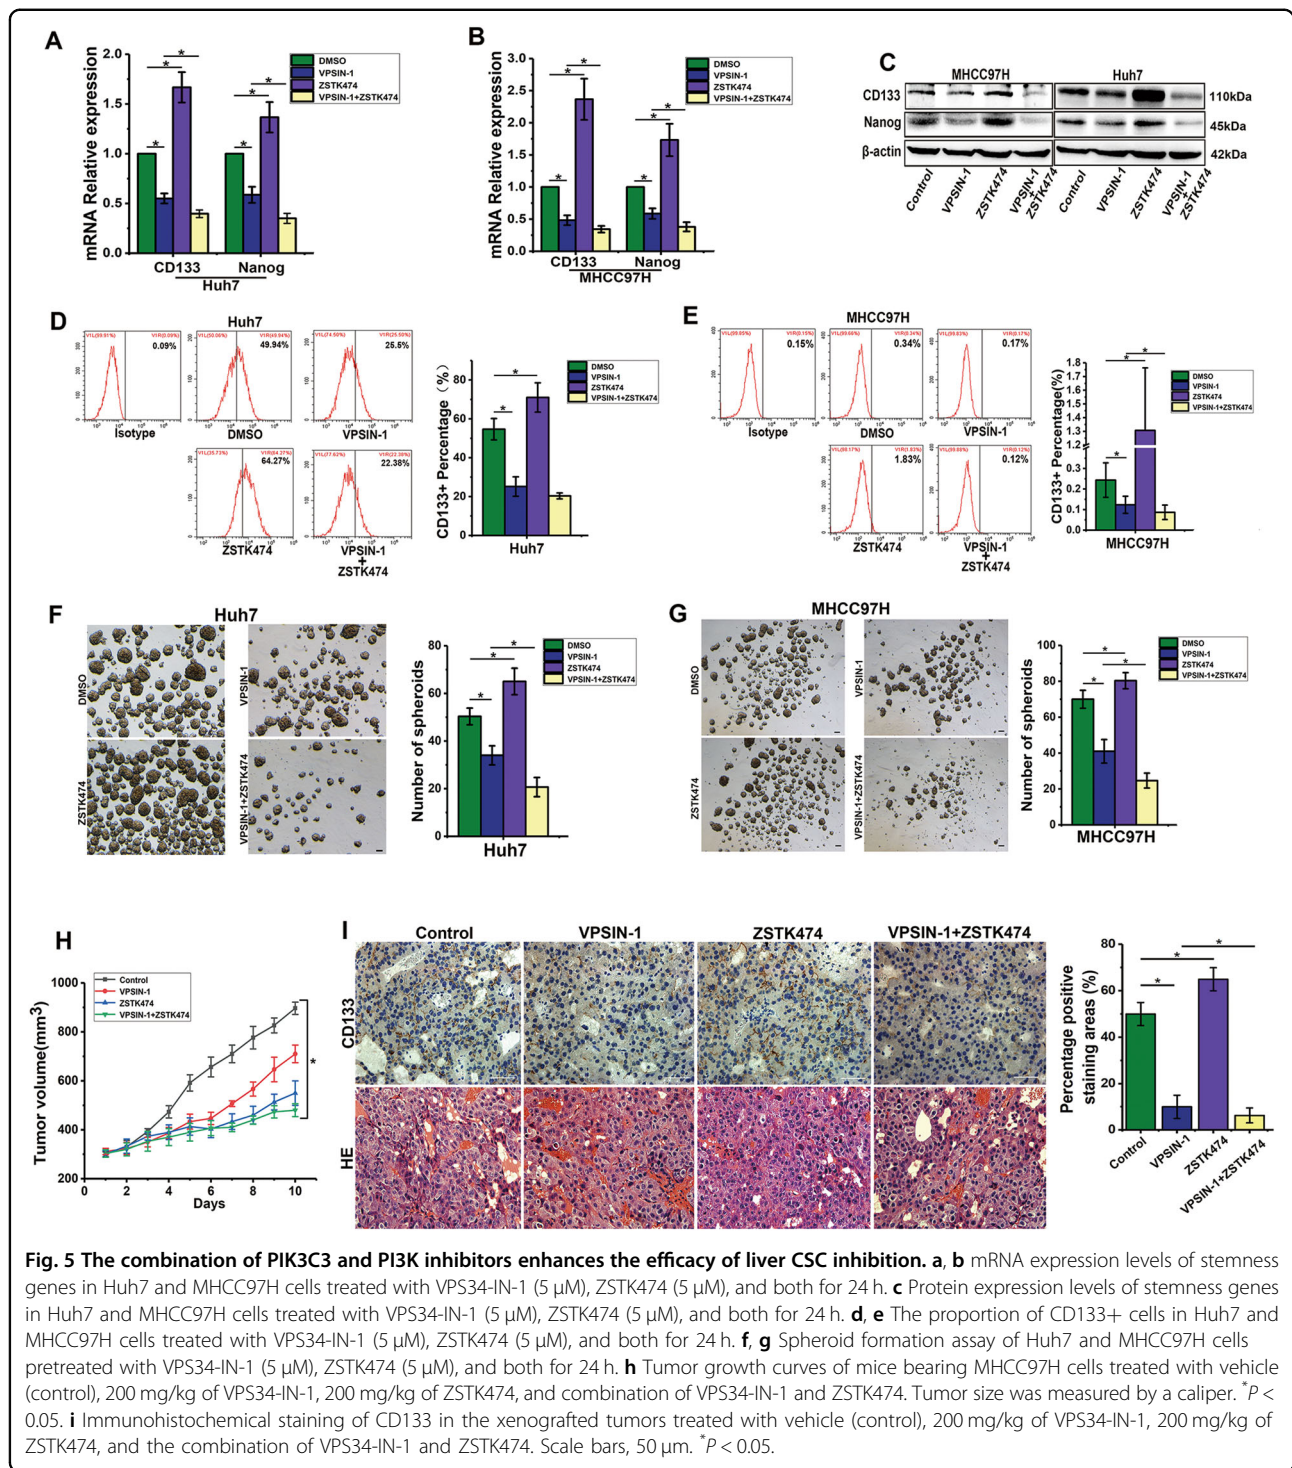 A
mRNA Relative expression
2.0
1.5
1.0
0.5
0.0
DMSO
VPSIN-1
ZSTK474
VPSIN-1+ZSTK474
* * * * * *
CD133 Nanog
Huh7
B
mRNA Relative expression
3.0
2.5
2.0
1.5
1.0
0.5
0.0
DMSO
VPSIN-1
ZSTK474
VPSIN-1+ZSTK474
* * * * * *
CD133 Nanog
MHCC97H
C
MHCC97H Huh7
CD133 110kDa
Nanog 45kDa
β-actin 42kDa
Control VPSIN-1 ZSTK474 VPSIN-1+ZSTK474 Control VPSIN-1 ZSTK474 VPSIN-1+ZSTK474
D
Huh7
0.09% 49.94% 25.5%
Isotype DMSO VPSIN-1
64.27% 22.38%
ZSTK474 VPSIN-1
+
ZSTK474
CD133+ Percentage (%)
80
60
40
20
0
DMSO
VPSIN-1
ZSTK474
VPSIN-1+ZSTK474
* *
Huh7
E
MHCC97H
0.15% 0.34% 0.17%
Isotype DMSO VPSIN-1
1.83% 0.12%
ZSTK474 VPSIN-1
+
ZSTK474
CD133+ Percentage(%)
1.8
1.7
1.6
1.5
1.4
1.3
1.2
0.4
0.3
0.2
0.1
0.0
DMSO
VPSIN-1
ZSTK474
VPSIN-1+ZSTK474
* * *
MHCC97H
F
Huh7
DMSO VPSIN-1
ZSTK474 VPSIN-1+ZSTK474
Number of spheroids
80
60
40
20
0
DMSO
VPSIN-1
ZSTK474
VPSIN-1+ZSTK474
* * *
Huh7
G
MHCC97H
DMSO VPSIN-1
ZSTK474 VPSIN-1+ZSTK474
Number of spheroids
100
80
60
40
20
0
DMSO
VPSIN-1
ZSTK474
VPSIN-1+ZSTK474
* * *
MHCC97H
H
Tumor volume(mm3)
1000
800
600
400
200
Control
VPSIN-1
ZSTK474
VPSIN-1+ZSTK474
*
0 2 4 6 8 10
Days
I
Control VPSIN-1 ZSTK474 VPSIN-1+ZSTK474
CD133
HE
Percentage positive
staining areas (%)
80
60
40
20
0
* * *
Control VPSIN-1 ZSTK474 VPSIN-1+ZSTK474
Fig. 5 The combination of PIK3C3 and PI3K inhibitors enhances the efficacy of liver CSC inhibition. a, b mRNA expression levels of stemness
genes in Huh7 and MHCC97H cells treated with VPS34-IN-1 (5 μM), ZSTK474 (5 μM), and both for 24 h. c Protein expression levels of stemness genes
in Huh7 and MHCC97H cells treated with VPS34-IN-1 (5 μM), ZSTK474 (5 μM), and both for 24 h. d, e The proportion of CD133+ cells in Huh7 and
MHCC97H cells treated with VPS34-IN-1 (5 μM), ZSTK474 (5 μM), and both for 24 h. f, g Spheroid formation assay of Huh7 and MHCC97H cells
pretreated with VPS34-IN-1 (5 μM), ZSTK474 (5 μM), and both for 24 h. h Tumor growth curves of mice bearing MHCC97H cells treated with vehicle
(control), 200 mg/kg of VPS34-IN-1, 200 mg/kg of ZSTK474, and combination of VPS34-IN-1 and ZSTK474. Tumor size was measured by a caliper. *P <
0.05. i Immunohistochemical staining of CD133 in the xenografted tumors treated with vehicle (control), 200 mg/kg of VPS34-IN-1, 200 mg/kg of
ZSTK474, and the combination of VPS34-IN-1 and ZSTK474. Scale bars, 50 μm. *P < 0.05.